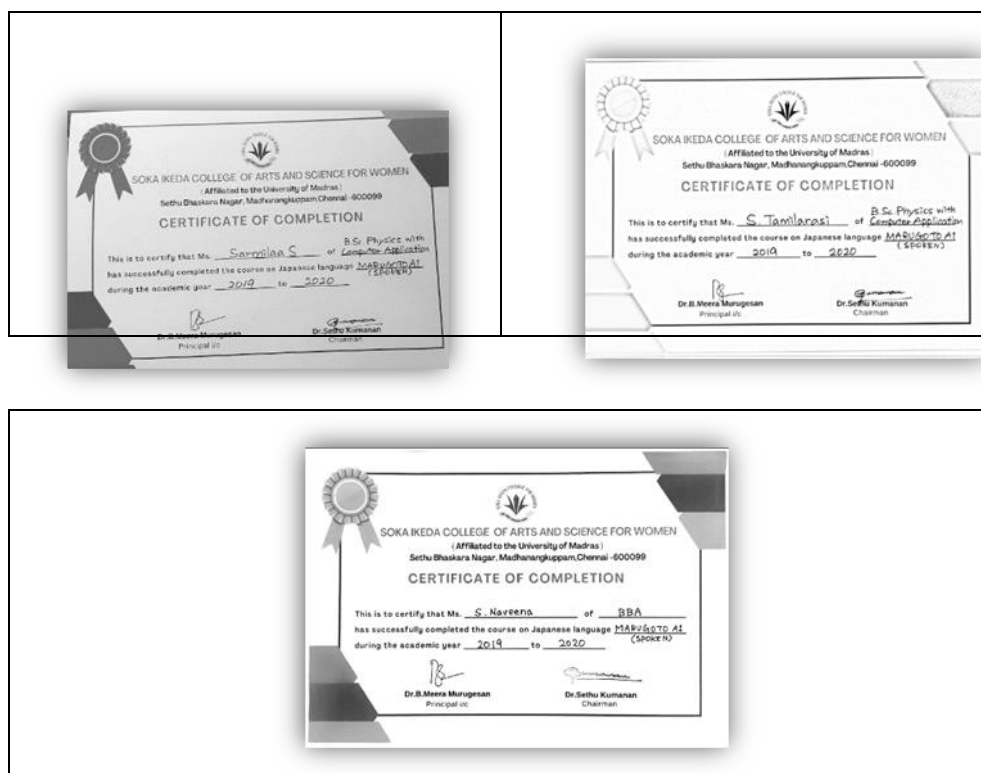 SOKA IKEDA COLLEGE OF ARTS AND SCIENCE FOR WOMEN
(Affiliated to the University of Madras)
Sethu Bhaskara Nagar, Madhanangkuppam, Chennai -600099
CERTIFICATE OF COMPLETION
This is to certify that Ms. Sarmilaa S of B.Sc Physics with Computer Application
has successfully completed the course on Japanese language MARUGOTO A1
(SPOKEN)
during the academic year 2019 to 2020
Dr.B.Meera Murugesan
Principal i/c
Dr.Sethu Kumanan
Chairman
SOKA IKEDA COLLEGE OF ARTS AND SCIENCE FOR WOMEN
(Affiliated to the University of Madras)
Sethu Bhaskara Nagar, Madhanangkuppam,Chennai -600099
CERTIFICATE OF COMPLETION
This is to certify that Ms. S. Tamilarasi of B.Sc. Physics with Computer Application
has successfully completed the course on Japanese language MARUGOTO A1
(SPOKEN)
during the academic year 2019 to 2020
Dr.B.Meera Murugesan
Principal i/c
Dr.Sethu Kumanan
Chairman
SOKA IKEDA COLLEGE OF ARTS AND SCIENCE FOR WOMEN
(Affiliated to the University of Madras)
Sethu Bhaskara Nagar, Madhanangkuppam,Chennai -600099
CERTIFICATE OF COMPLETION
This is to certify that Ms. S. Naveena of BBA
has successfully completed the course on Japanese language MARUGOTO A1
(SPOKEN)
during the academic year 2019 to 2020
Dr.B.Meera Murugesan
Principal i/c
Dr.Sethu Kumanan
Chairman